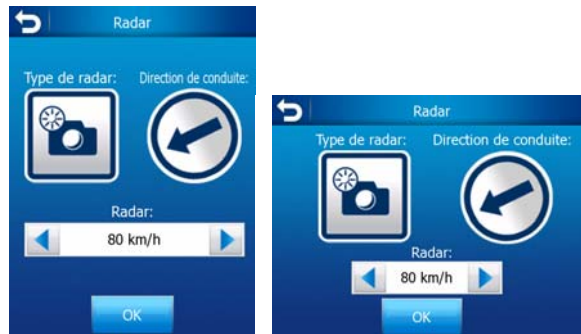 Radar
Type de radar: Direction de conduite:
Radar:
80 km/h
OK
Radar
Type de radar: Direction de conduite:
Radar:
80 km/h
OK